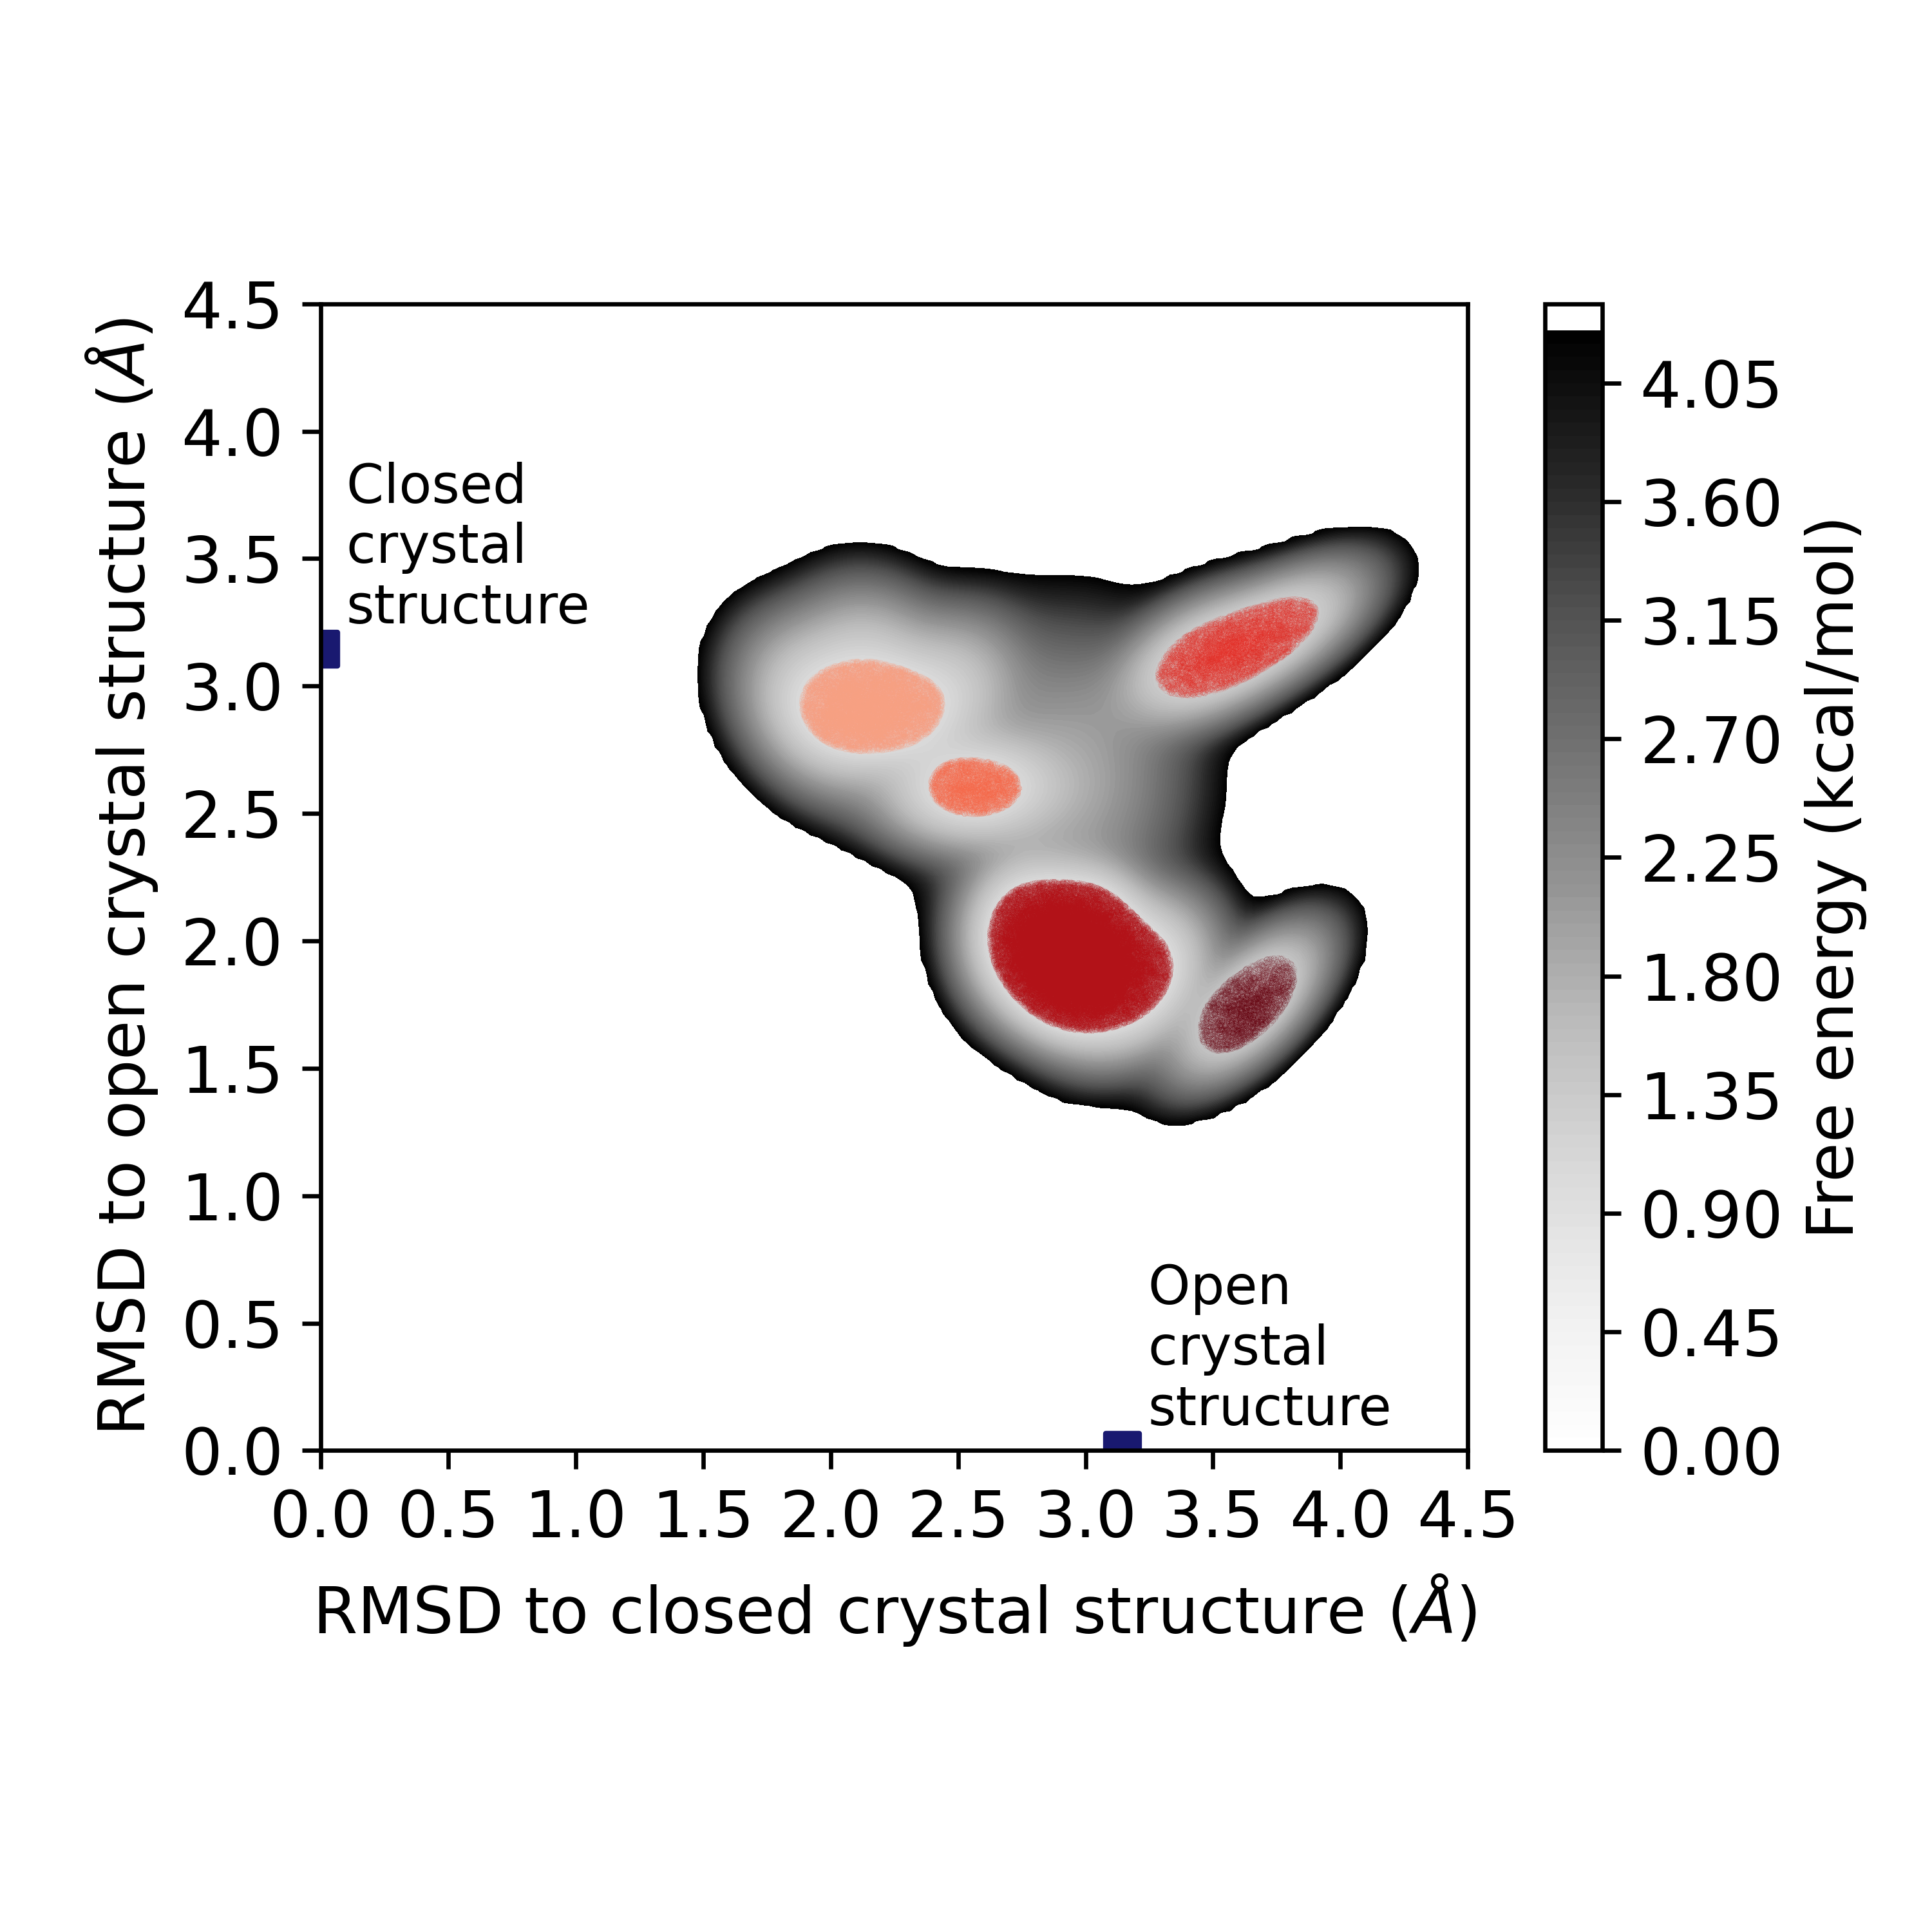 RMSD to open crystal structure (Å)
4.5
4.0
3.5
3.0
2.5
2.0
1.5
1.0
0.5
0.0
Closed
crystal
structure
Open
crystal
structure
0.0 0.5 1.0 1.5 2.0 2.5 3.0 3.5 4.0 4.5
RMSD to closed crystal structure (Å)
4.05
3.60
3.15
2.70
2.25
1.80
1.35
0.90
0.45
0.00
Free energy (kcal/mol)